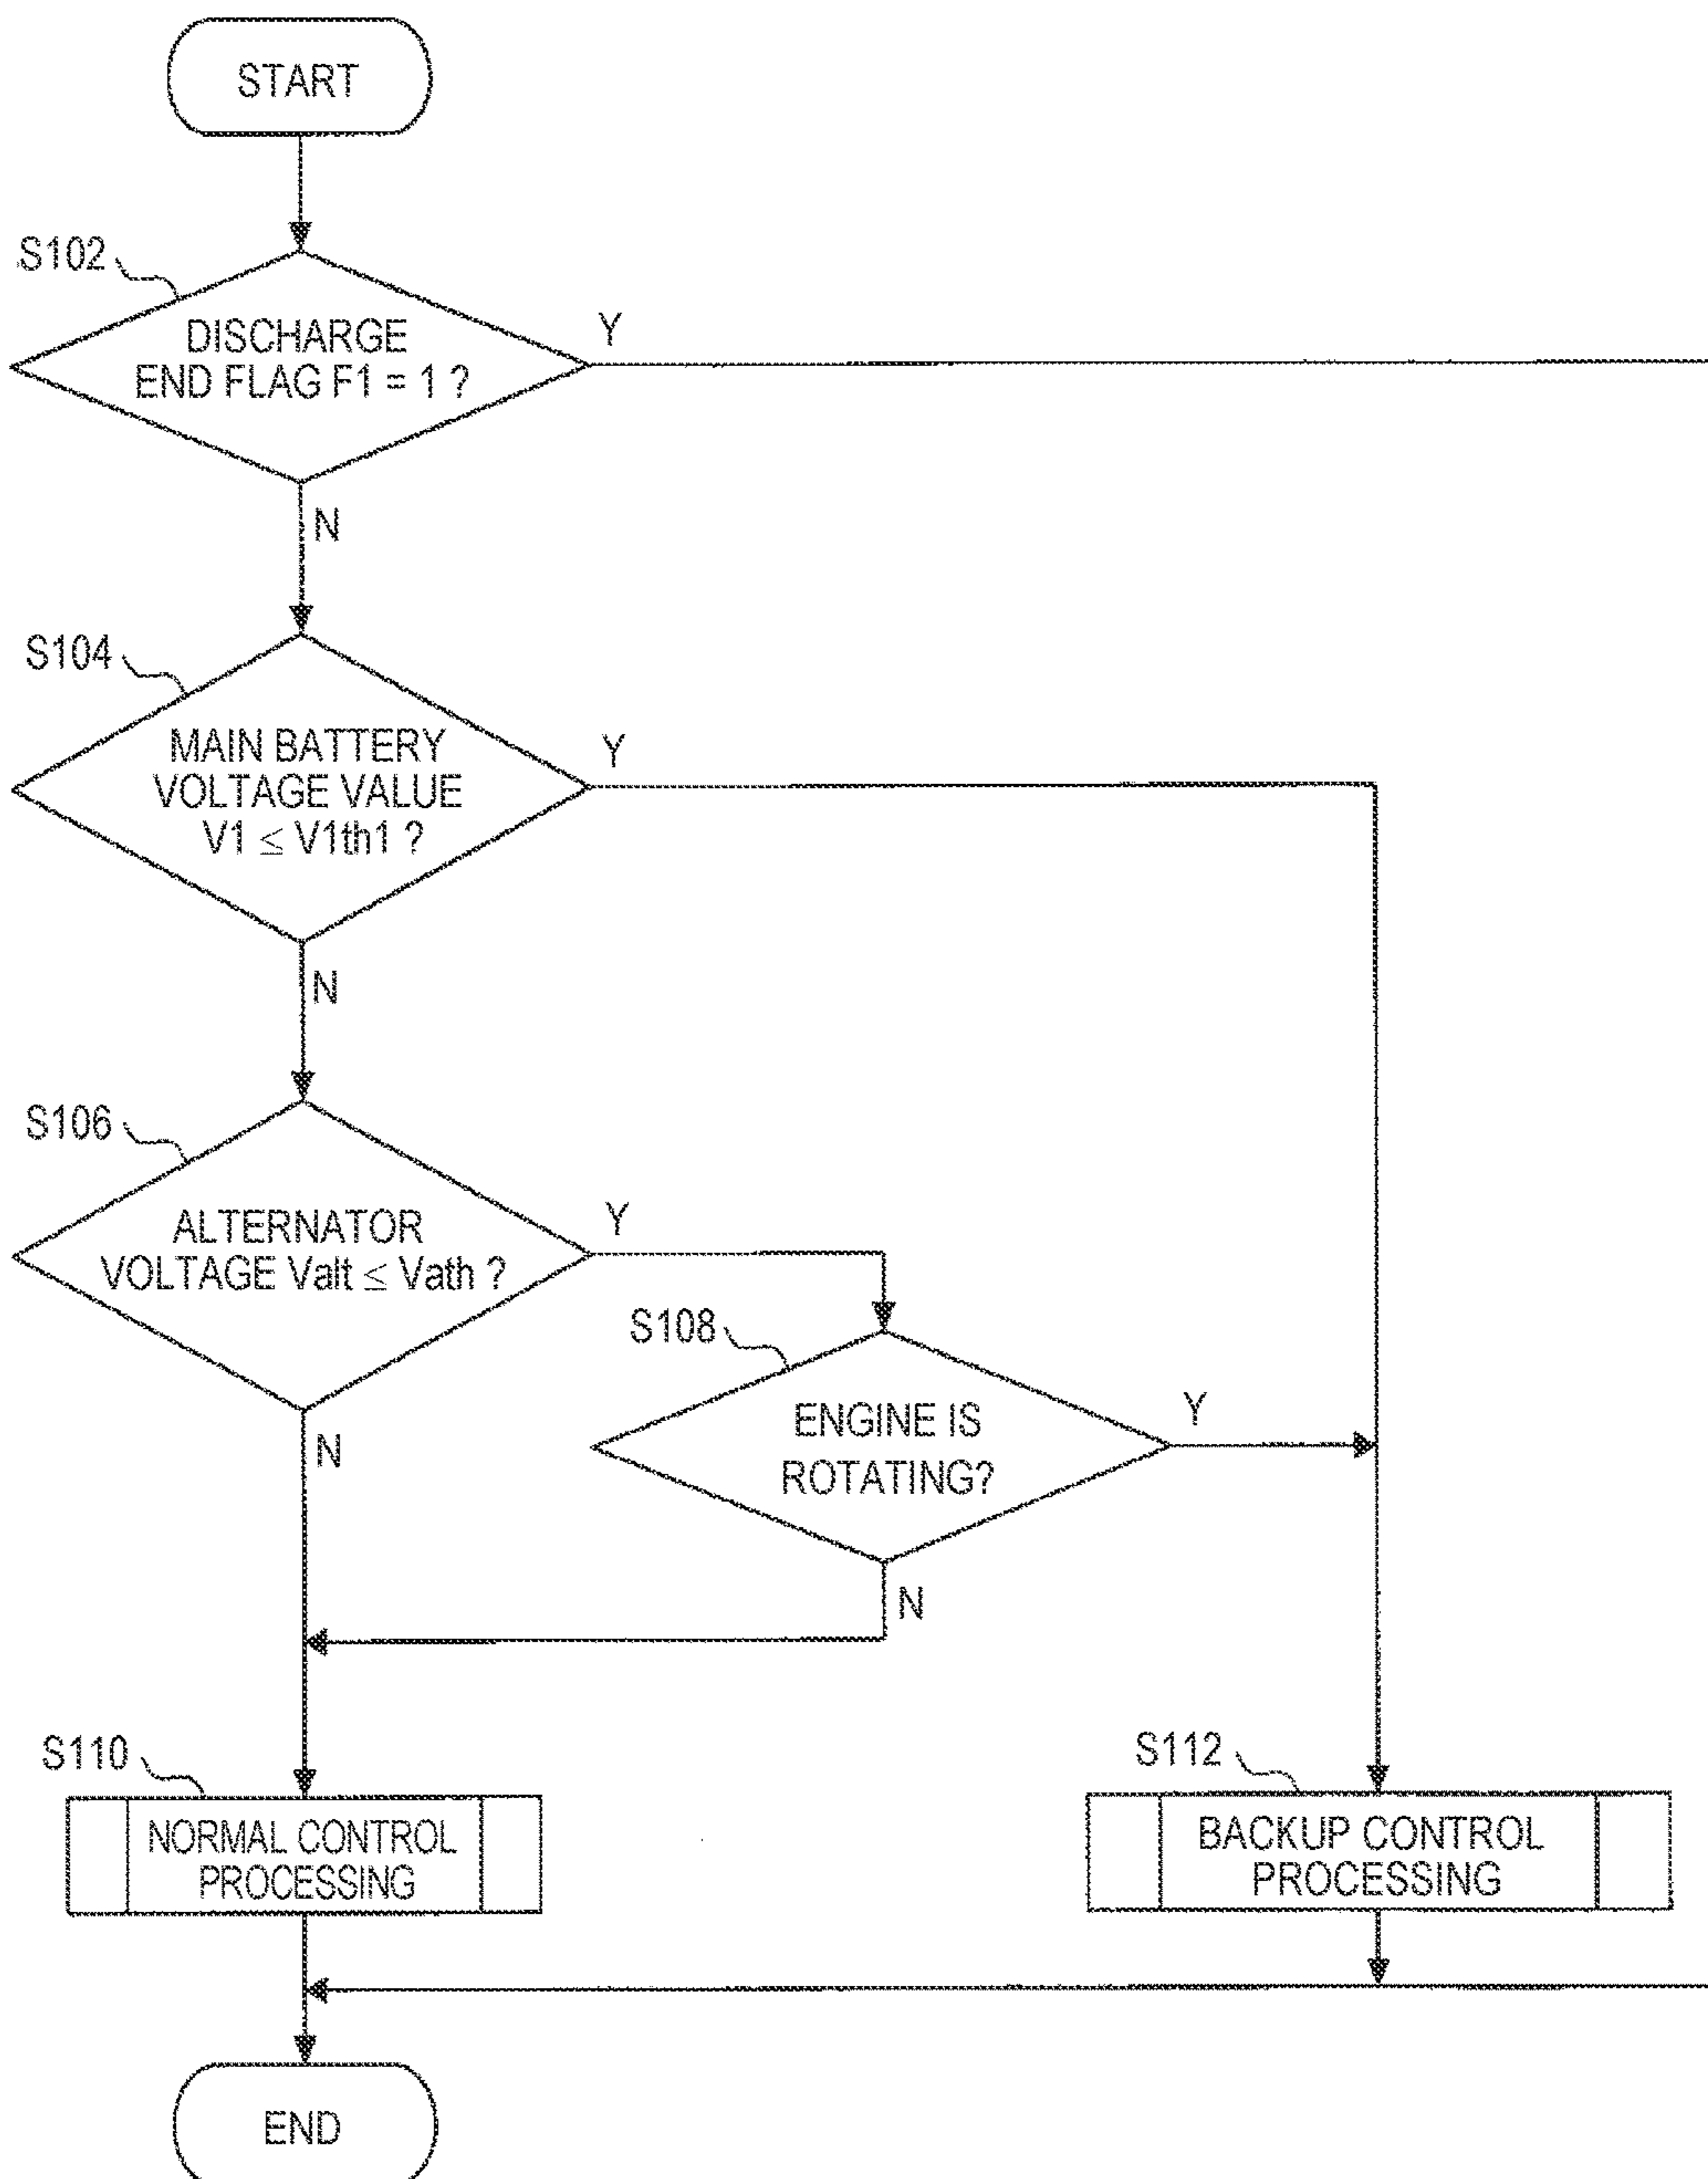 START
S102
DISCHARGE
END FLAG F1 = 1 ?
Y
N
S104
MAIN BATTERY
VOLTAGE VALUE
V1 ≤ V1th1 ?
Y
N
S106
ALTERNATOR
VOLTAGE Valt ≤ Vath ?
Y
N
S108
ENGINE IS
ROTATING?
Y
N
S110
NORMAL CONTROL
PROCESSING
S112
BACKUP CONTROL
PROCESSING
END